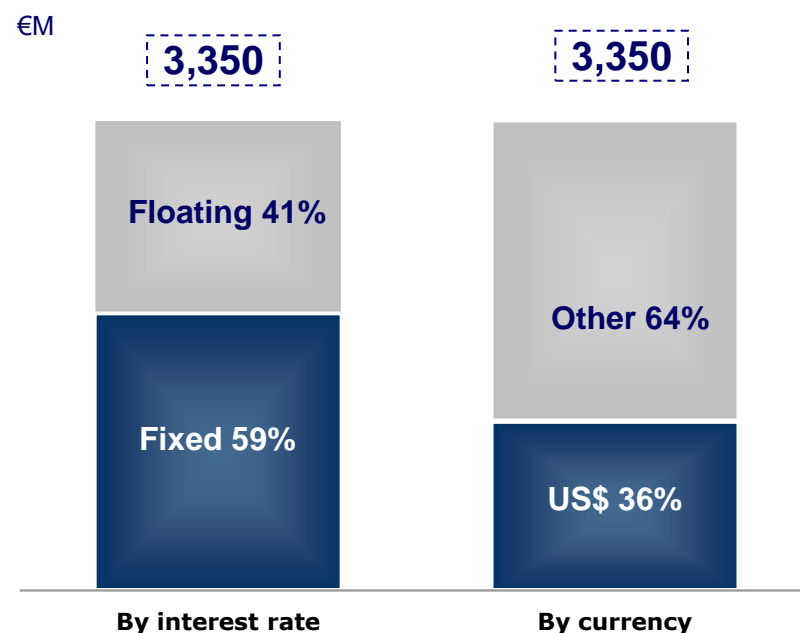 €M
3,350
3,350
Floating 41%
Other 64%
Fixed 59%
US$ 36%
By interest rate
By currency